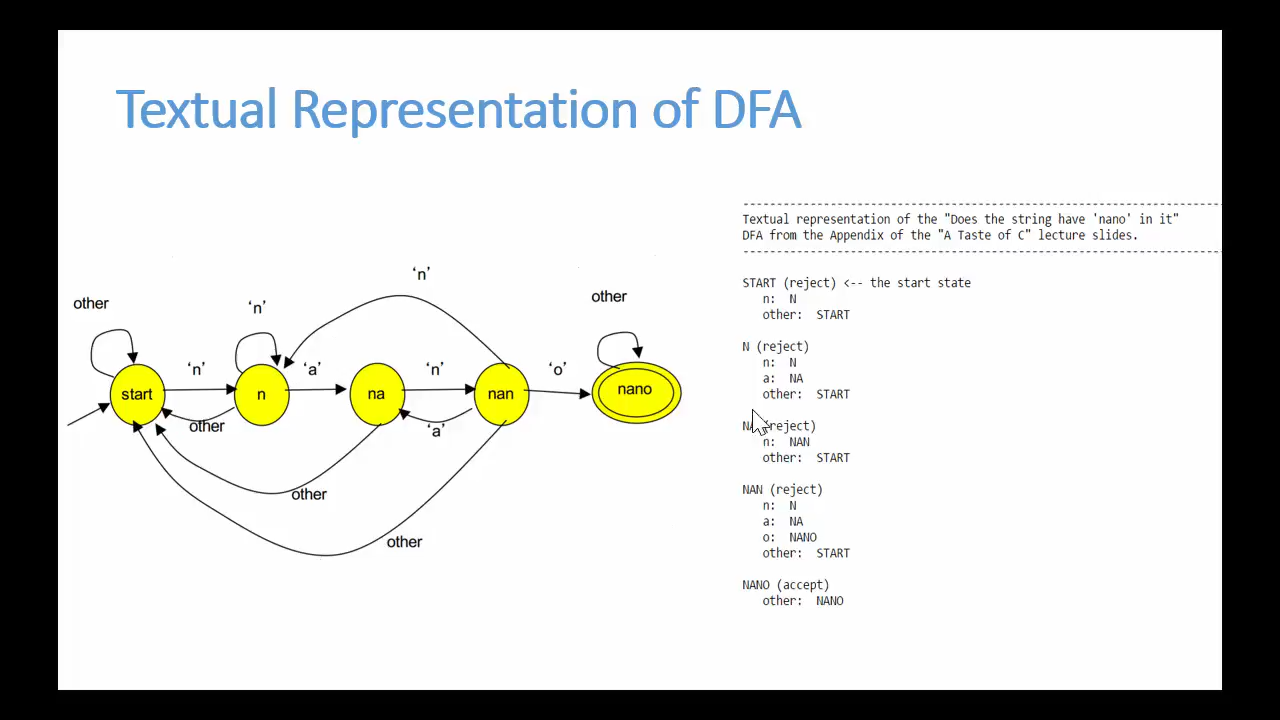 Textual Representation of DFA
other
'n'
'n'
other
start
'n'
n
'a'
na
'n'
nan
'o'
nano
other
'a'
other
other
--------------------------------------------------------------------
Textual representation of the "Does the string have 'nano' in it"
DFA from the Appendix of the "A Taste of C" lecture slides.
--------------------------------------------------------------------
START (reject) <-- the start state
n: N
other: START
N (reject)
n: N
a: NA
other: START
(reject)
n: NAN
other: START
NAN (reject)
n: N
a: NA
o: NANO
other: START
NANO (accept)
other: NANO